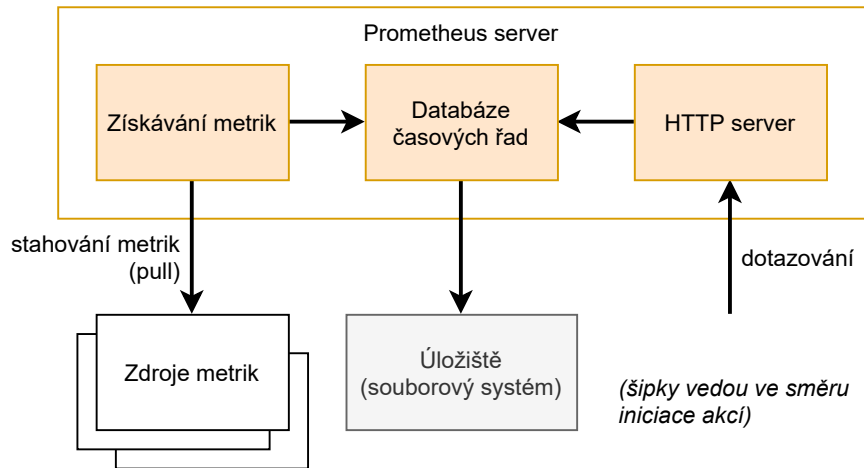 Prometheus server
Získávání metrik
Databáze
časových řad
HTTP server
stahování metrik
(pull)
dotazování
Zdroje metrik
Úložiště
(souborový systém)
(šipky vedou ve směru
iniciace akcí)